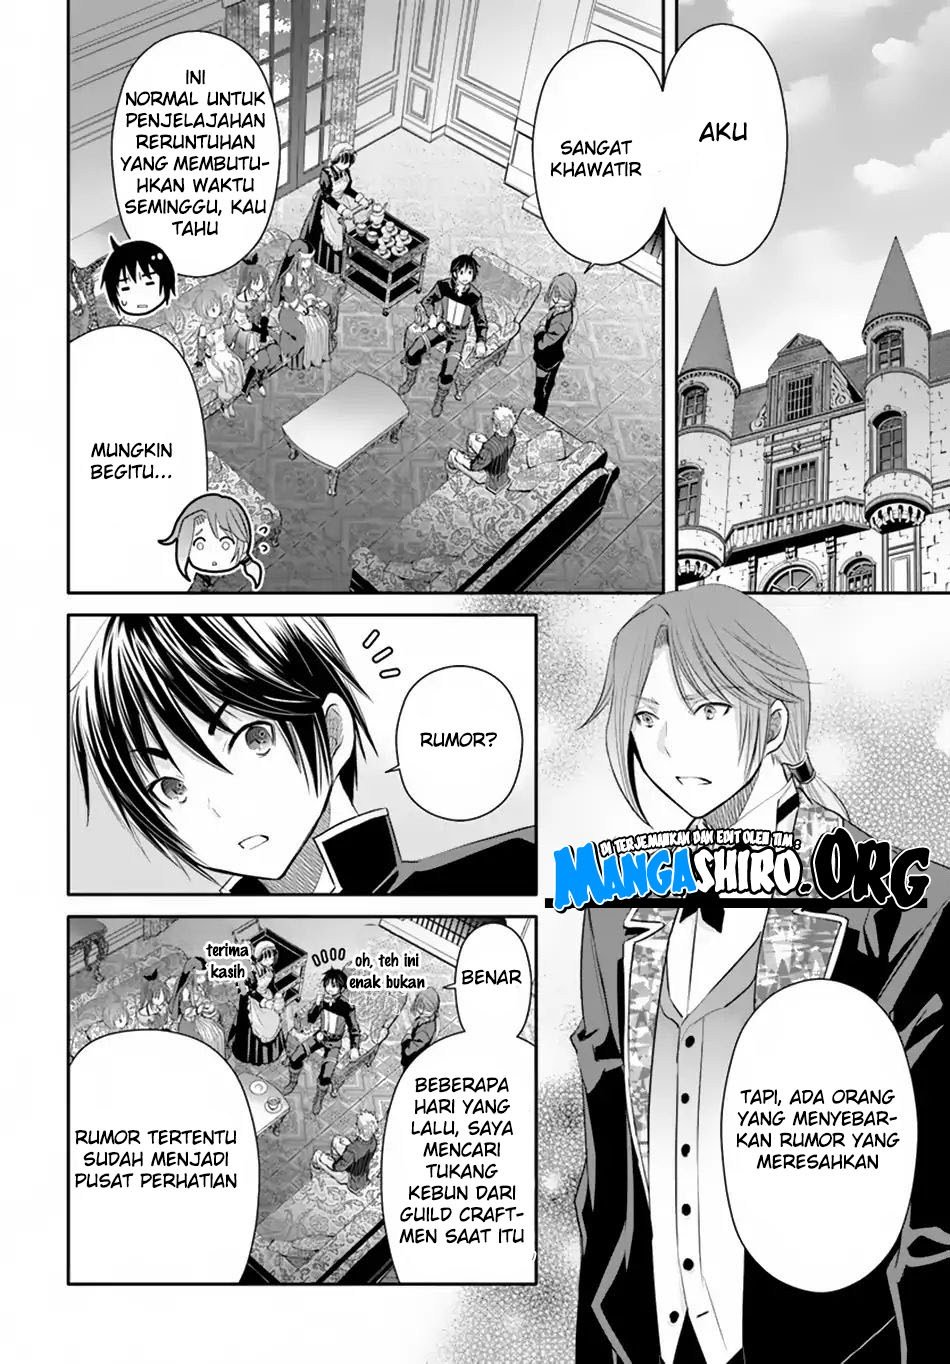 AKU
SANGAT
KHAWATIR
INI
NORMAL UNTUK
PENJELAJAHAN
RERUNTUHAN
YANG MEMBUTU-
HKAN WAKTU
SEMINGGU, KAU
TAHU
MUNGKIN
BEGITU...
DI TERJEMAHKAN DAN EDIT OLEH TIM :
MANGASHIRO.ORG
TAPI, ADA ORANG
YANG MENYEBAR-
KAN RUMOR YANG
MERESAHKAN
RUMOR?
BENAR
BEBERAPA
HARI YANG
LALU, SAYA
MENCARI
TUKANG
KEBUN DARI
GUILD CRAFT-
MEN SAAT ITU
oh, teh ini
enak bukan
terima
kasih
RUMOR TERTENTU
SUDAH MENJADI
PUSAT PERHATIAN